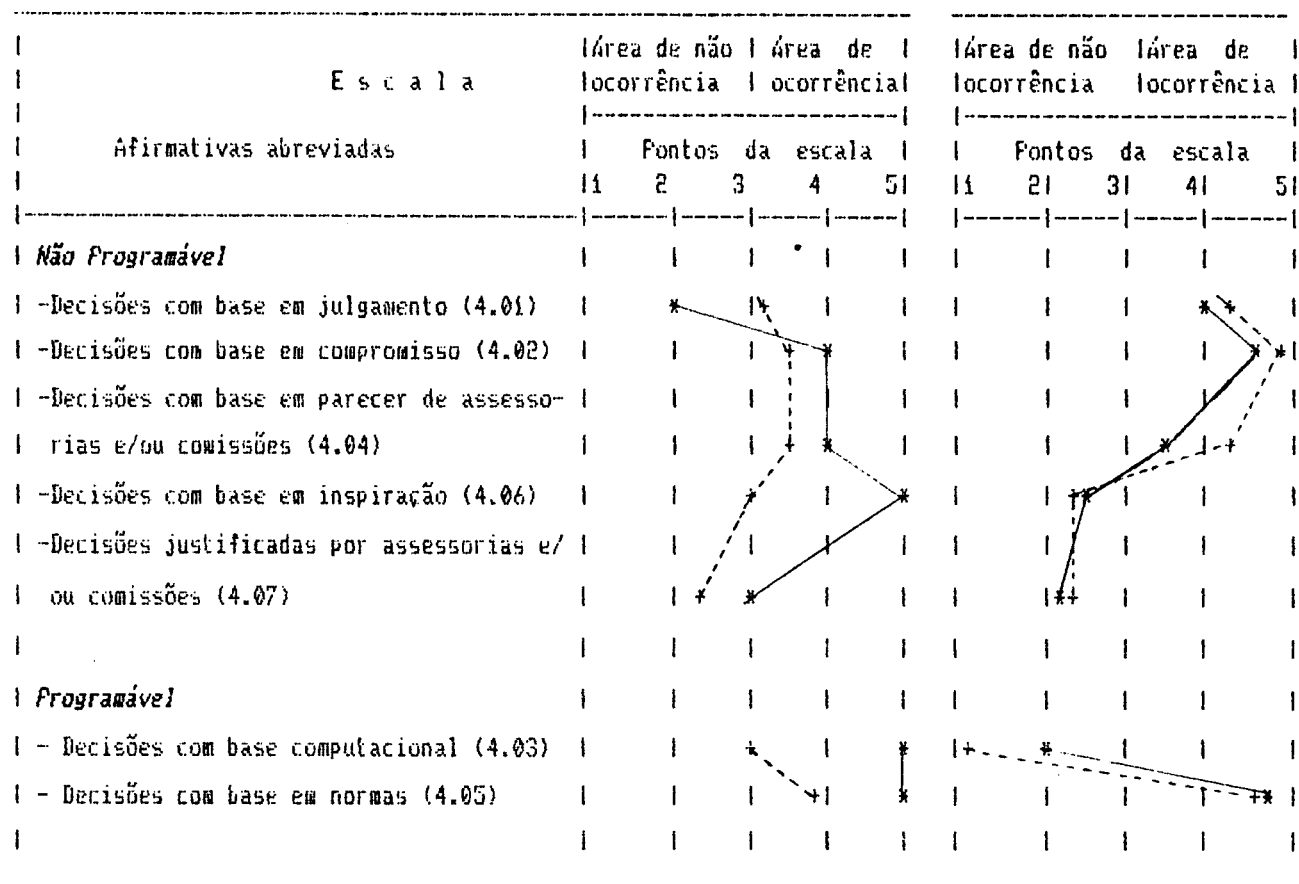 Área de não Área de Área de não Área de
E s c a l a ocorrência ocorrência ocorrência ocorrência
Afirmativas abreviadas Pontos da escala Pontos da escala
1 2 3 4 5 1 2 3 4 5
Não Programável
-Decisões com base em julgamento (4.01)
-Decisões com base em compromisso (4.02)
-Decisões com base em parecer de assesso-
rias e/ou comissões (4.04)
-Decisões com base em inspiração (4.06)
-Decisões justificadas por assessorias e/
ou comissões (4.07)
Programável
- Decisões com base computacional (4.03)
- Decisões com base em normas (4.05)